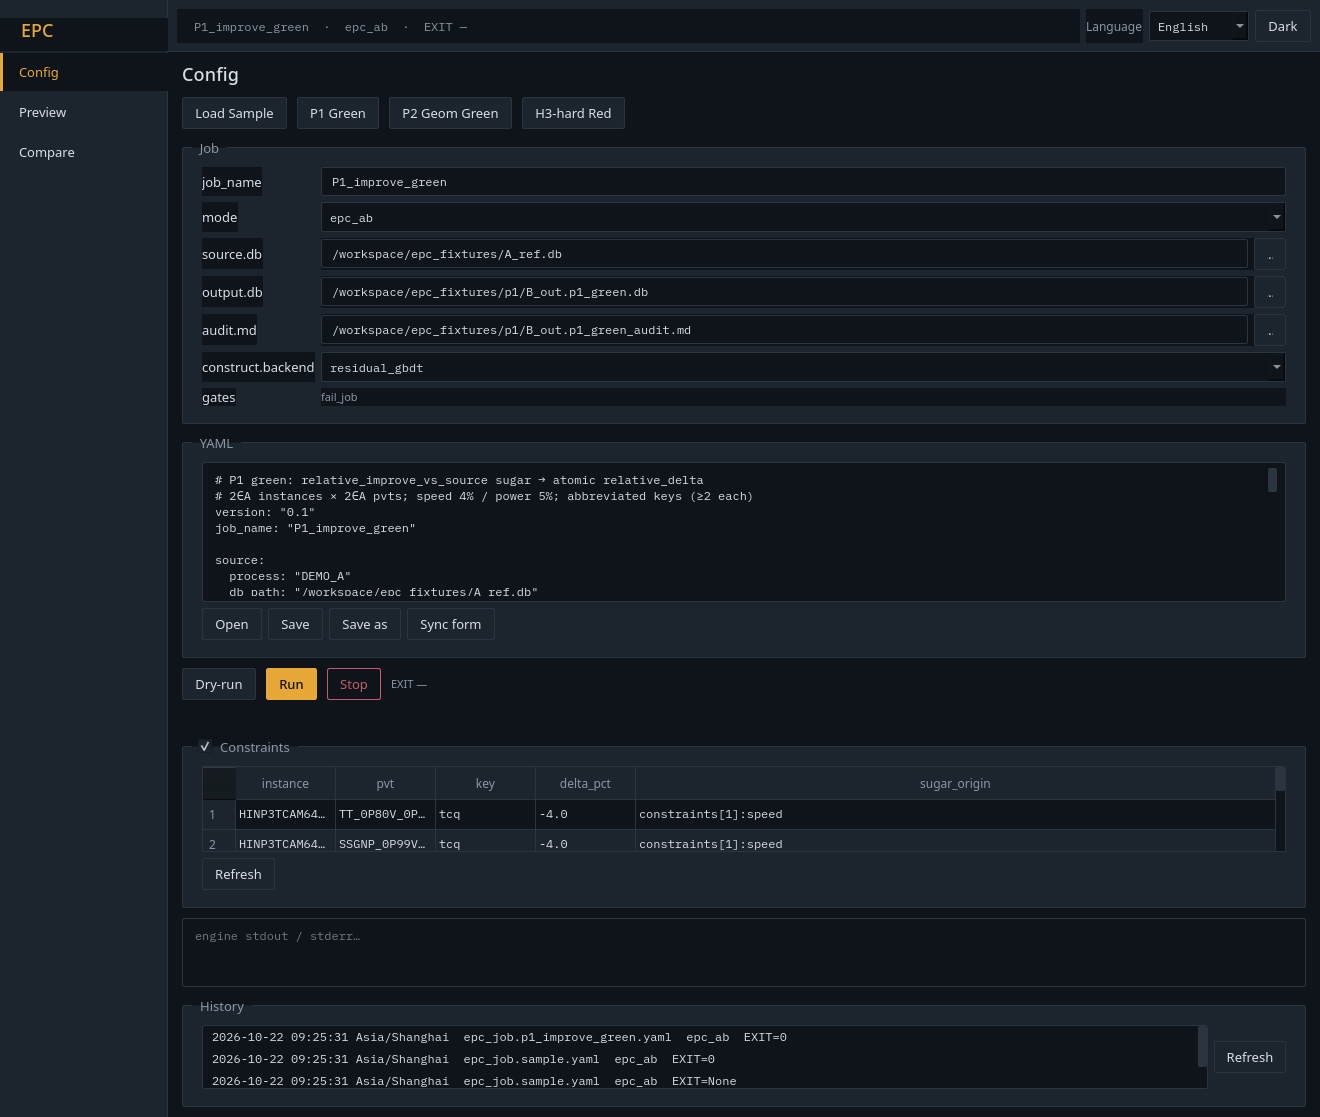 EPC
P1_improve_green · epc_ab · EXIT —
Language
English
Dark
Config
Preview
Compare
Config
Load Sample
P1 Green
P2 Geom Green
H3-hard Red
Job
job_name
P1_improve_green
mode
epc_ab
source.db
/workspace/epc_fixtures/A_ref.db
..
output.db
/workspace/epc_fixtures/p1/B_out.p1_green.db
..
audit.md
/workspace/epc_fixtures/p1/B_out.p1_green_audit.md
..
construct.backend
residual_gbdt
gates
fail_job
YAML
# P1 green: relative_improve_vs_source sugar → atomic relative_delta
# 2∈A instances × 2∈A pvts; speed 4% / power 5%; abbreviated keys (≥2 each)
version: "0.1"
job_name: "P1_improve_green"
source:
process: "DEMO_A"
db_path: "/workspace/epc_fixtures/A_ref.db"
Open
Save
Save as
Sync form
Dry-run
Run
Stop
EXIT —
Constraints
instance pvt key delta_pct sugar_origin
1 HINP3TCAM64… TT_0P80V_0P… tcq -4.0 constraints[1]:speed
2 HINP3TCAM64… SSGNP_0P99V… tcq -4.0 constraints[1]:speed
Refresh
engine stdout / stderr…
History
2026-10-22 09:25:31 Asia/Shanghai epc_job.p1_improve_green.yaml epc_ab EXIT=0
2026-10-22 09:25:31 Asia/Shanghai epc_job.sample.yaml epc_ab EXIT=0
2026-10-22 09:25:31 Asia/Shanghai epc_job.sample.yaml epc_ab EXIT=None
Refresh